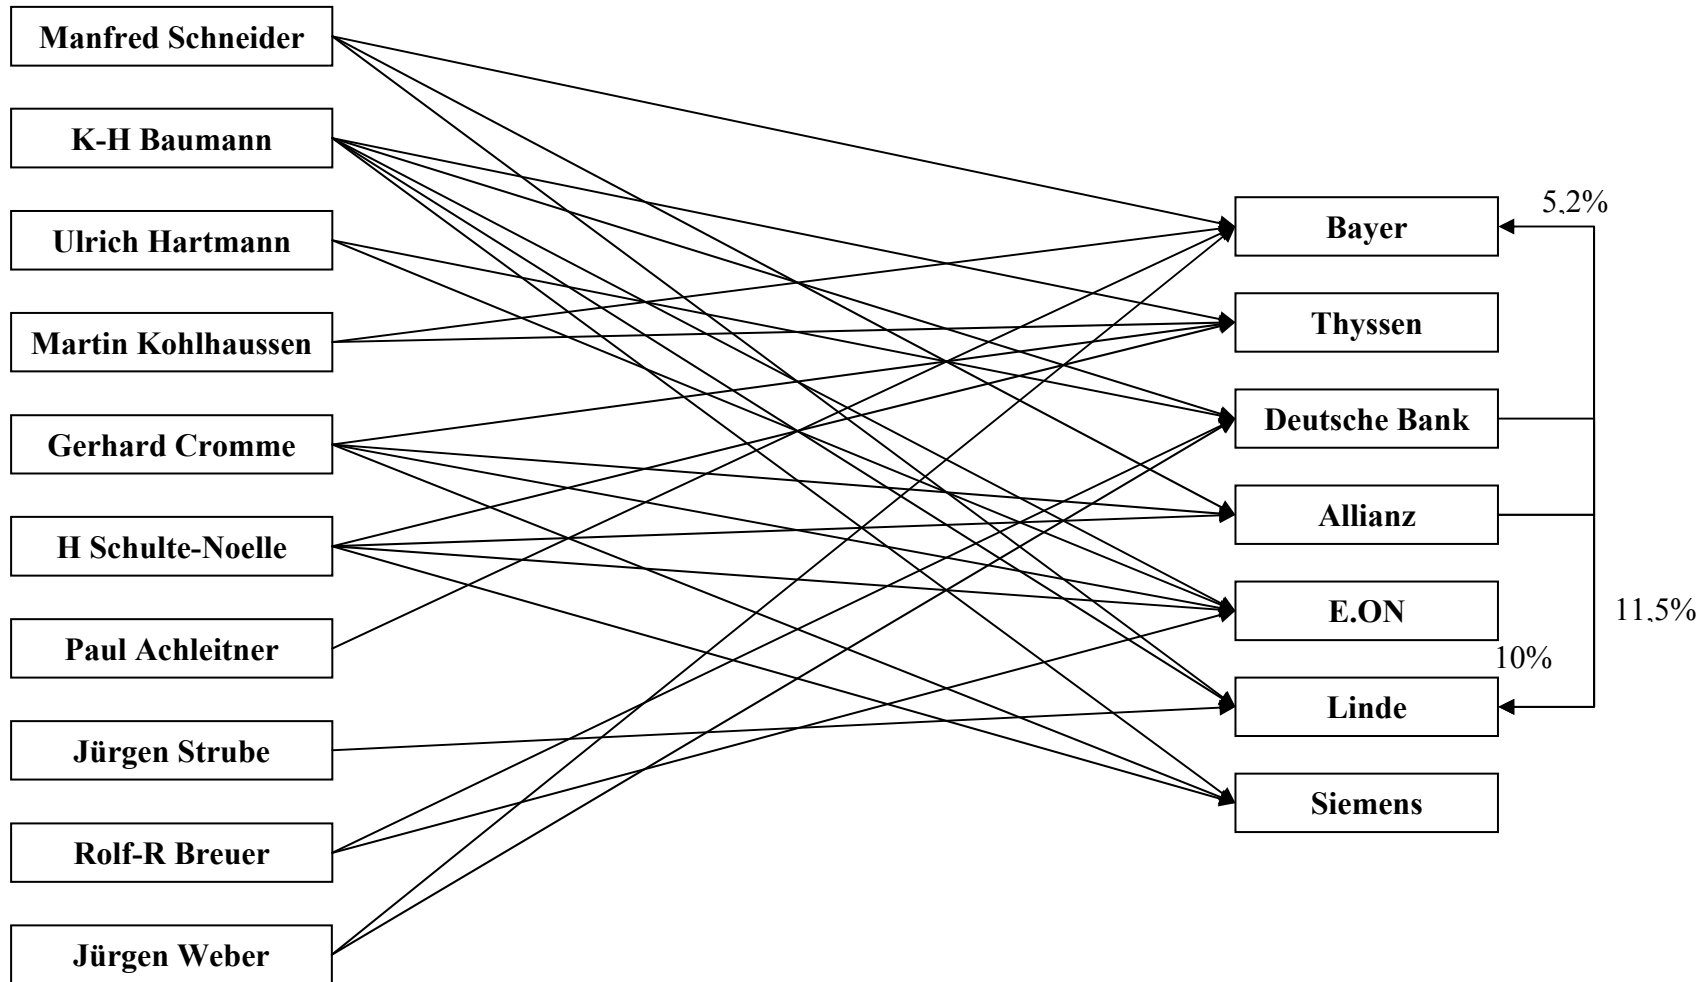 Manfred Schneider
K-H Baumann
Ulrich Hartmann
Martin Kohlhaussen
Gerhard Cromme
H Schulte-Noelle
Paul Achleitner
Jürgen Strube
Rolf-R Breuer
Jürgen Weber
Bayer
Thyssen
Deutsche Bank
Allianz
E.ON
Linde
Siemens
5,2%
11,5%
10%